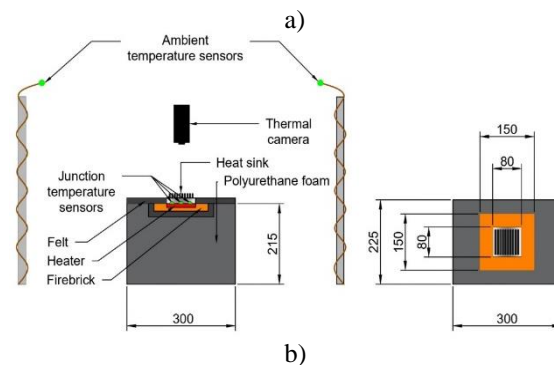 a)
Ambient
temperature sensors
Thermal
camera
Heat sink
Junction
temperature
sensors
Polyurethane foam
Felt
Heater
Firebrick
215
300
150
80
225
150
80
300
b)